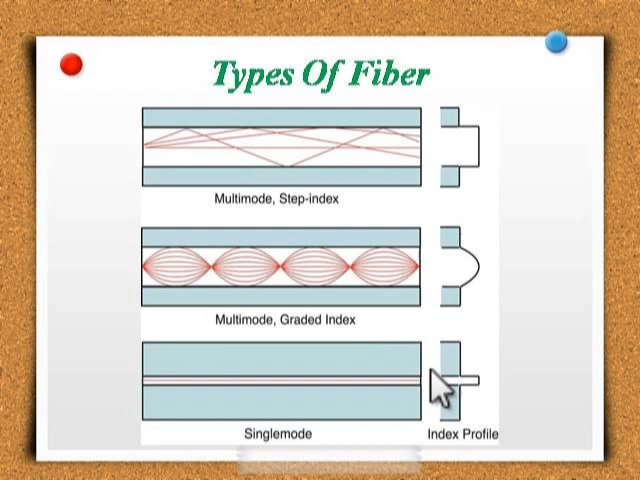 Types Of Fiber
Multimode, Step-index
Multimode, Graded Index
Singlemode
Index Profile